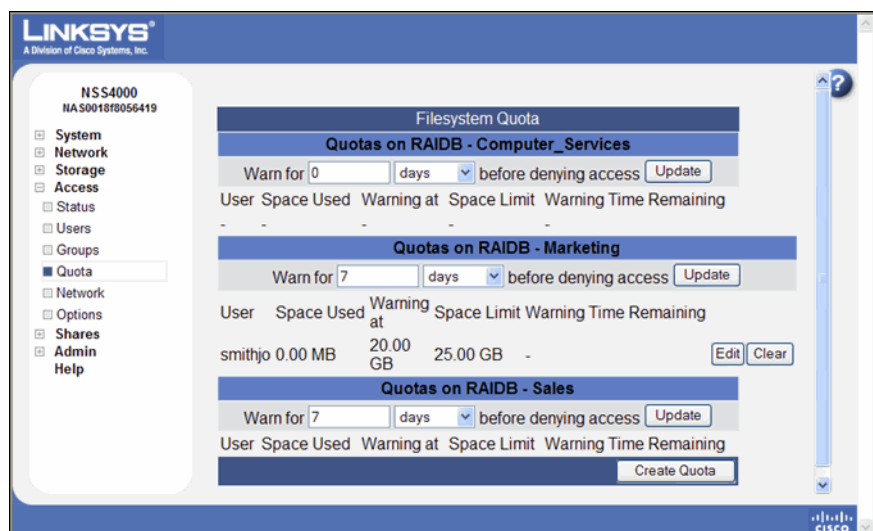 LINKSYS®
A Division of Cisco Systems, Inc.
NSS4000
NAS0018f8056419
System
Network
Storage
Access
Status
Users
Groups
Quota
Network
Options
Shares
Admin
Help
?
Filesystem Quota
Quotas on RAIDB - Computer_Services
Warn for 0 days before denying access Update
User Space Used Warning at Space Limit Warning Time Remaining
- - - - -
Quotas on RAIDB - Marketing
Warn for 7 days before denying access Update
User Space Used Warning at Space Limit Warning Time Remaining
smithjo 0.00 MB 20.00 GB 25.00 GB - Edit Clear
Quotas on RAIDB - Sales
Warn for 7 days before denying access Update
User Space Used Warning at Space Limit Warning Time Remaining
Create Quota
CISCO